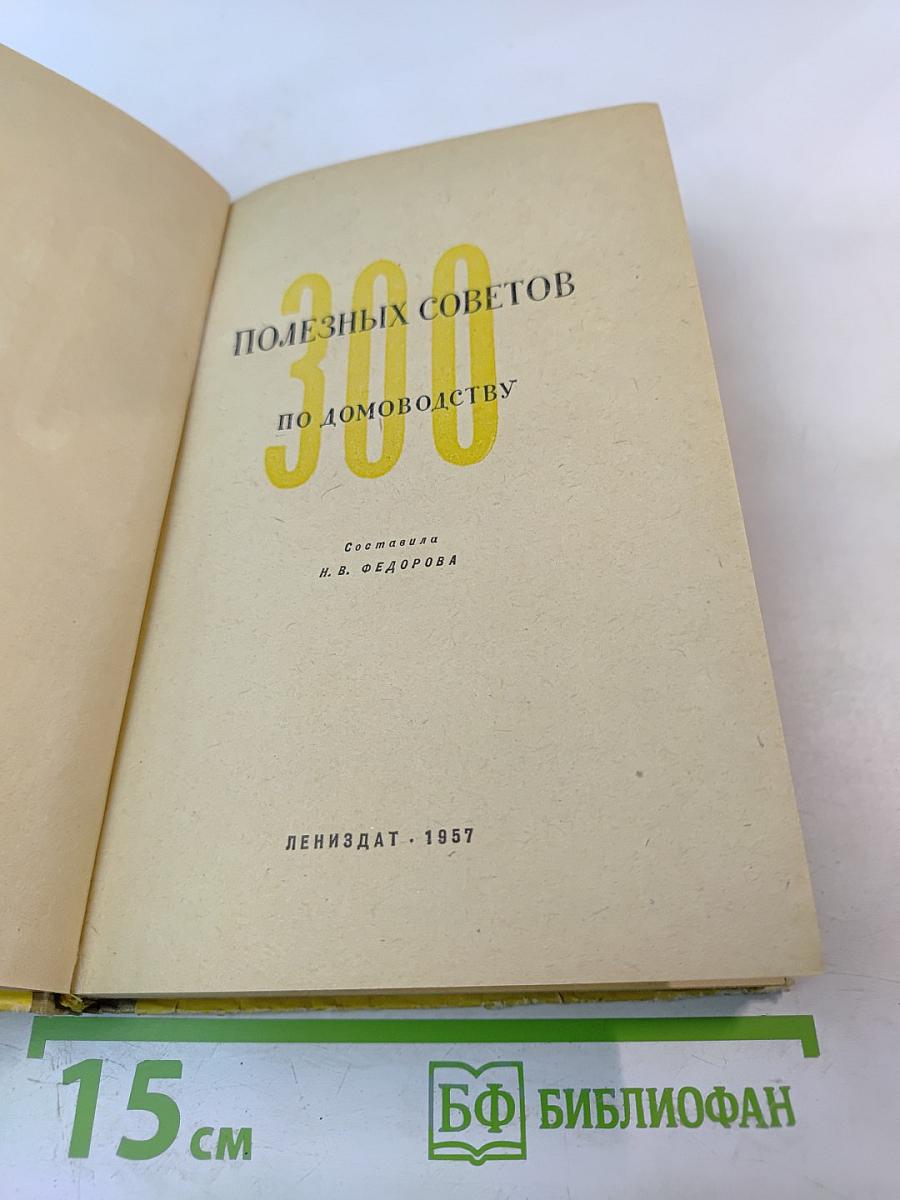 300
ПОЛЕЗНЫХ СОВЕТОВ
ПО ДОМОВОДСТВУ
Составила
Н. В. ФЕДОРОВА
ЛЕНИЗДАТ · 1957
15 см
БФ БИБЛИОФАН